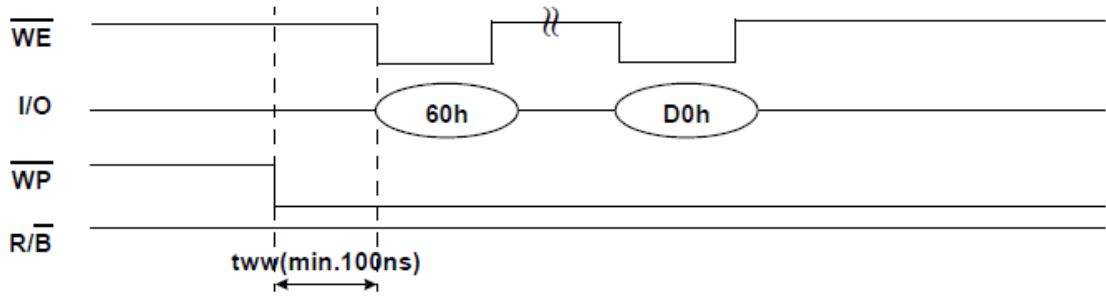 WE
I/O
60h
D0h
WP
R/B
tww(min.100ns)